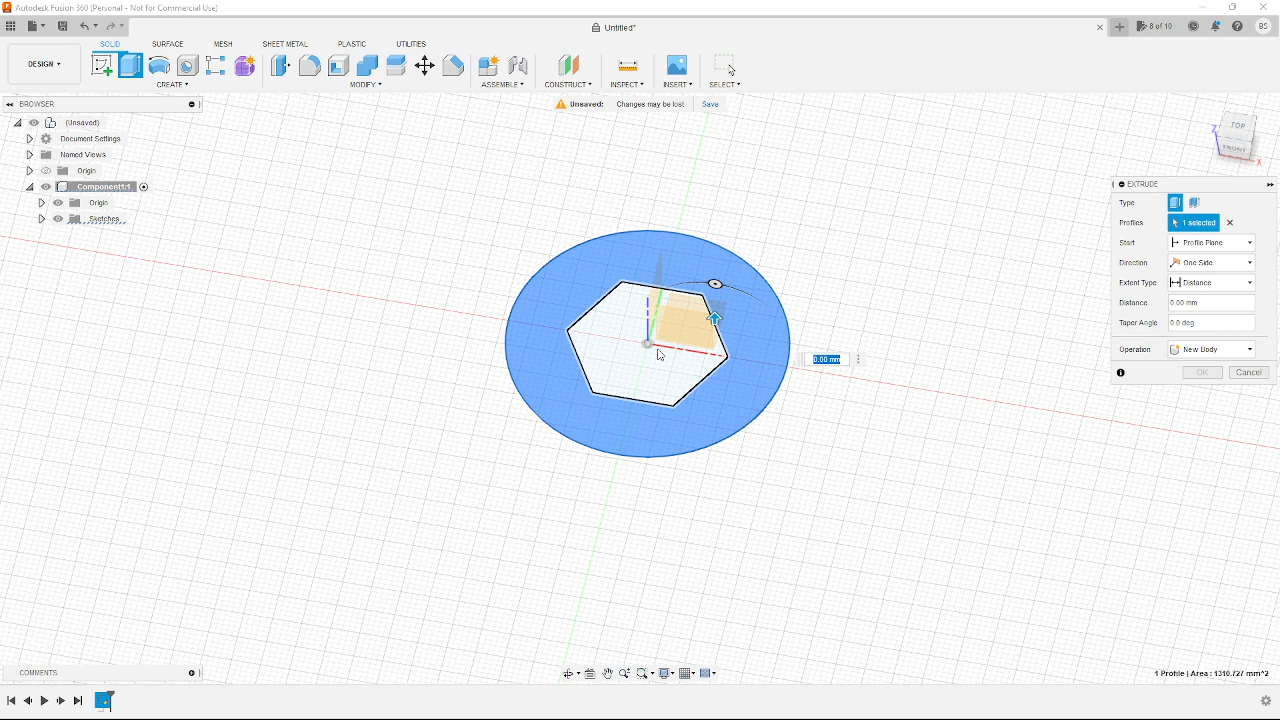 Autodesk Fusion 360 (Personal - Not for Commercial Use)
Untitled*
8 of 10
BS
SOLID SURFACE MESH SHEET METAL PLASTIC UTILITIES
DESIGN
CREATE MODIFY ASSEMBLE CONSTRUCT INSPECT INSERT SELECT
BROWSER
Unsaved: Changes may be lost Save
(Unsaved)
Document Settings
Named Views
Origin
Component1:1
Origin
Sketches
TOP
FRONT
Z
X
EXTRUDE
Type
Profiles 1 selected
Start Profile Plane
Direction One Side
Extent Type Distance
Distance 0.00 mm
Taper Angle 0.0 deg
Operation New Body
OK Cancel
0.00 mm
COMMENTS
1 Profile | Area : 1310.727 mm^2